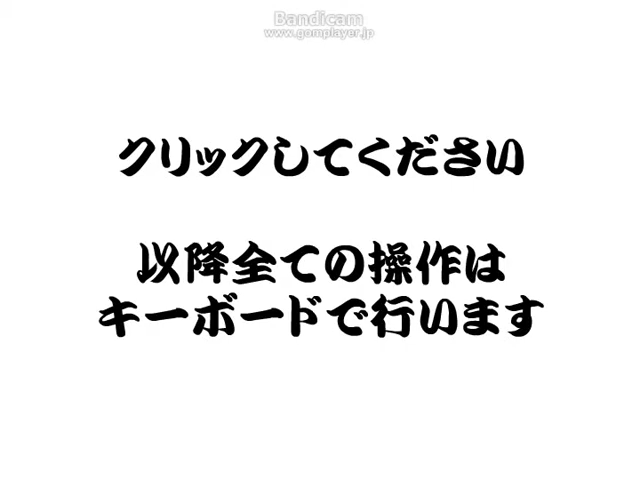 Bandicam
www.gomplayer.jp
クリックしてください
以降全ての操作は
キーボードで行います